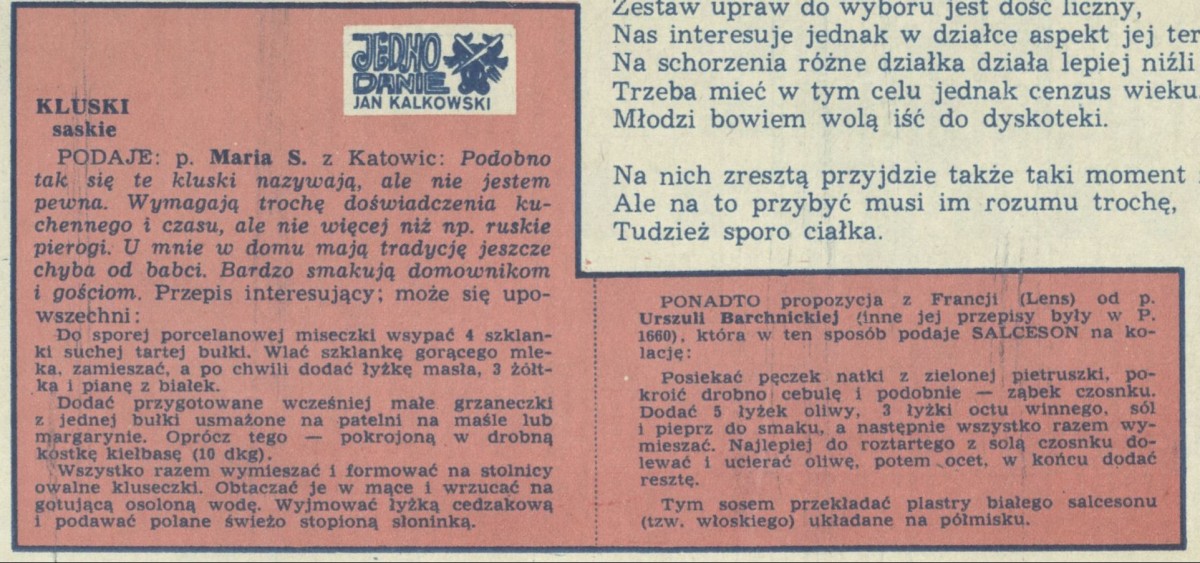 JEDNO
DANIE
JAN KALKOWSKI
KLUSKI
saskie
PODAJE: p. Maria S. z Katowic: Podobno
tak się te kluski nazywają, ale nie jestem
pewna. Wymagają trochę doświadczenia ku-
chennego i czasu, ale nie więcej niż np. ruskie
pierogi. U mnie w domu mają tradycję jeszcze
chyba od babci. Bardzo smakują domownikom
i gościom. Przepis interesujący; może się upo-
wszechni:
Do sporej porcelanowej miseczki wsypać 4 szklan-
ki suchej tartej bułki. Wlać szklankę gorącego mle-
ka, zamieszać, a po chwili dodać łyżkę masła, 3 żółt-
ka i pianę z białek.
Dodać przygotowane wcześniej małe grzaneczki
z jednej bułki usmażone na patelni na maśle lub
margarynie. Oprócz tego — pokrojoną w drobną
kostkę kiełbasę (10 dkg).
Wszystko razem wymieszać i formować na stolnicy
owalne kluseczki. Obtaczać je w mące i wrzucać na
gotującą osoloną wodę. Wyjmować łyżką cedzakową
i podawać polane świeżo stopioną słoninką.
Zestaw upraw do wyboru jest dość liczny,
Nas interesuje jednak w działce aspekt jej ter
Na schorzenia różne działka działa lepiej niźli
Trzeba mieć w tym celu jednak cenzus wieku.
Młodzi bowiem wolą iść do dyskoteki.
Na nich zresztą przyjdzie także taki moment
Ale na to przybyć musi im rozumu trochę,
Tudzież sporo ciałka.
PONADTO propozycja z Francji (Lens) od p.
Urszuli Barchnickiej (inne jej przepisy były w P.
1660), która w ten sposób podaje SALCESON na ko-
lację:
Posiekać pęczek natki z zielonej pietruszki, po-
kroić drobno cebulę i podobnie — ząbek czosnku.
Dodać 5 łyżek oliwy, 3 łyżki octu winnego, sól
i pieprz do smaku, a następnie wszystko razem wy-
mieszać. Najlepiej do roztartego z solą czosnku do-
lewać i ucierać oliwę, potem ocet, w końcu dodać
resztę.
Tym sosem przekładać plastry białego salcesonu
(tzw. włoskiego) układane na półmisku.